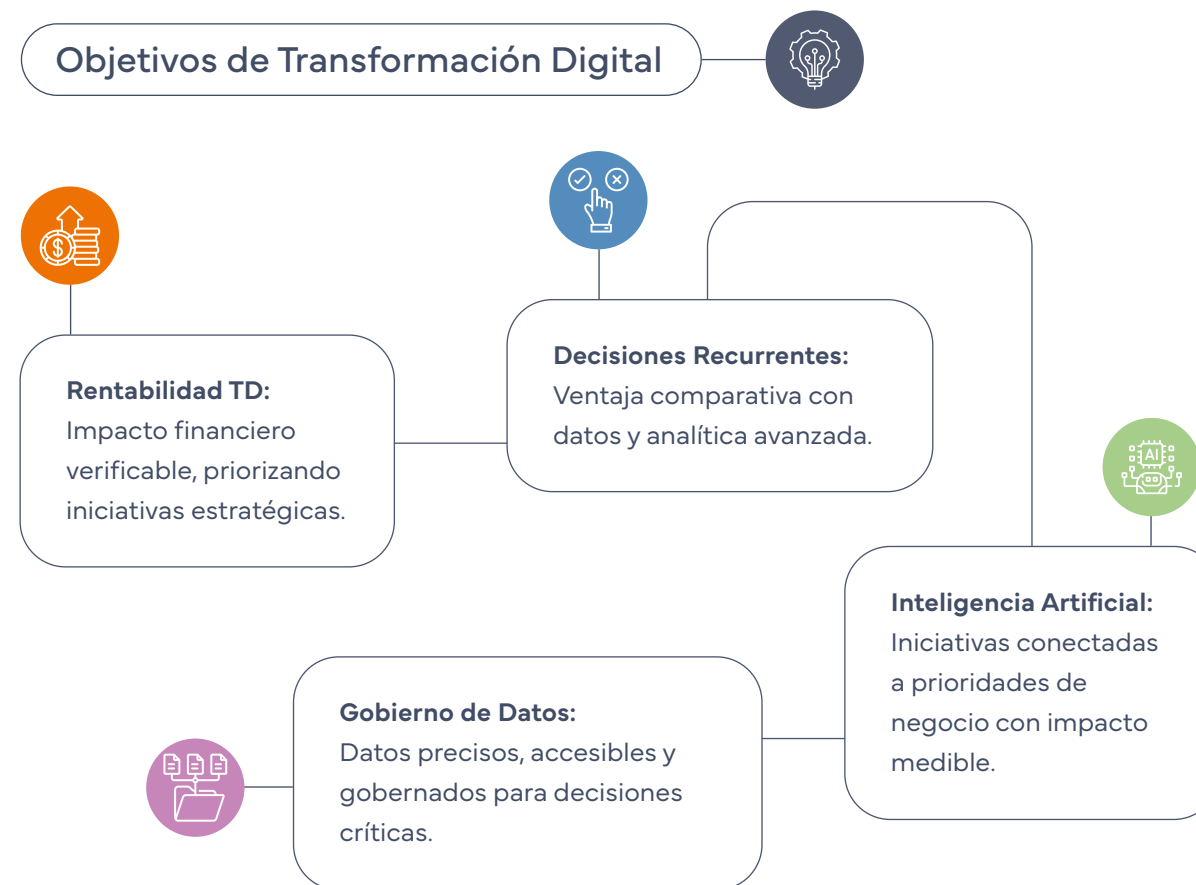 Objetivos de Transformación Digital
Rentabilidad TD:
Impacto financiero
verificable, priorizando
iniciativas estratégicas.
Decisiones Recurrentes:
Ventaja comparativa con
datos y analítica avanzada.
Inteligencia Artificial:
Iniciativas conectadas
a prioridades de
negocio con impacto
medible.
AI
Gobierno de Datos:
Datos precisos, accesibles y
gobernados para decisiones
críticas.